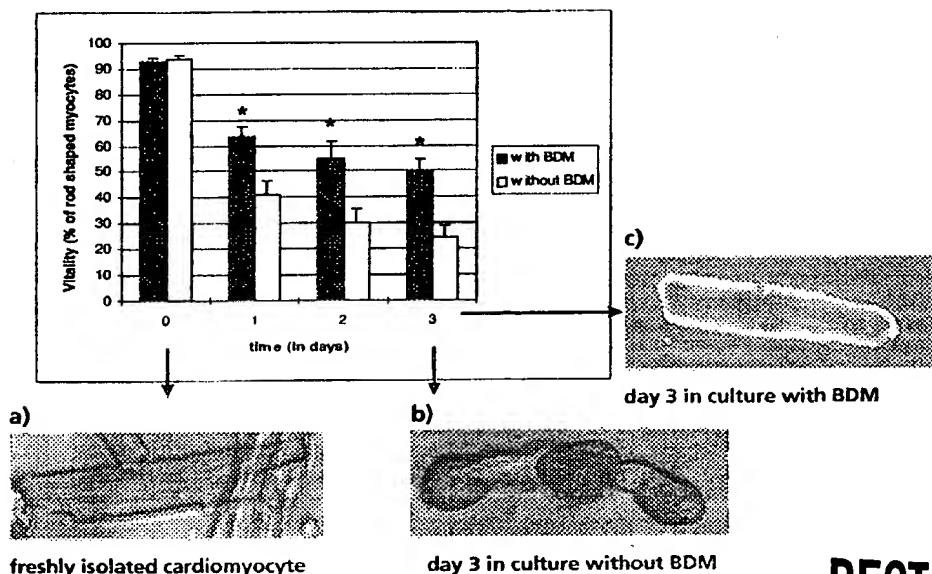 100
90
80
70
60
50
40
30
20
10
0
Vitality (% of rod shaped myocytes)
* * *
0 1 2 3
time (in days)
with BDM
without BDM
c)
day 3 in culture with BDM
a)
freshly isolated cardiomyocyte
b)
day 3 in culture without BDM
BEST